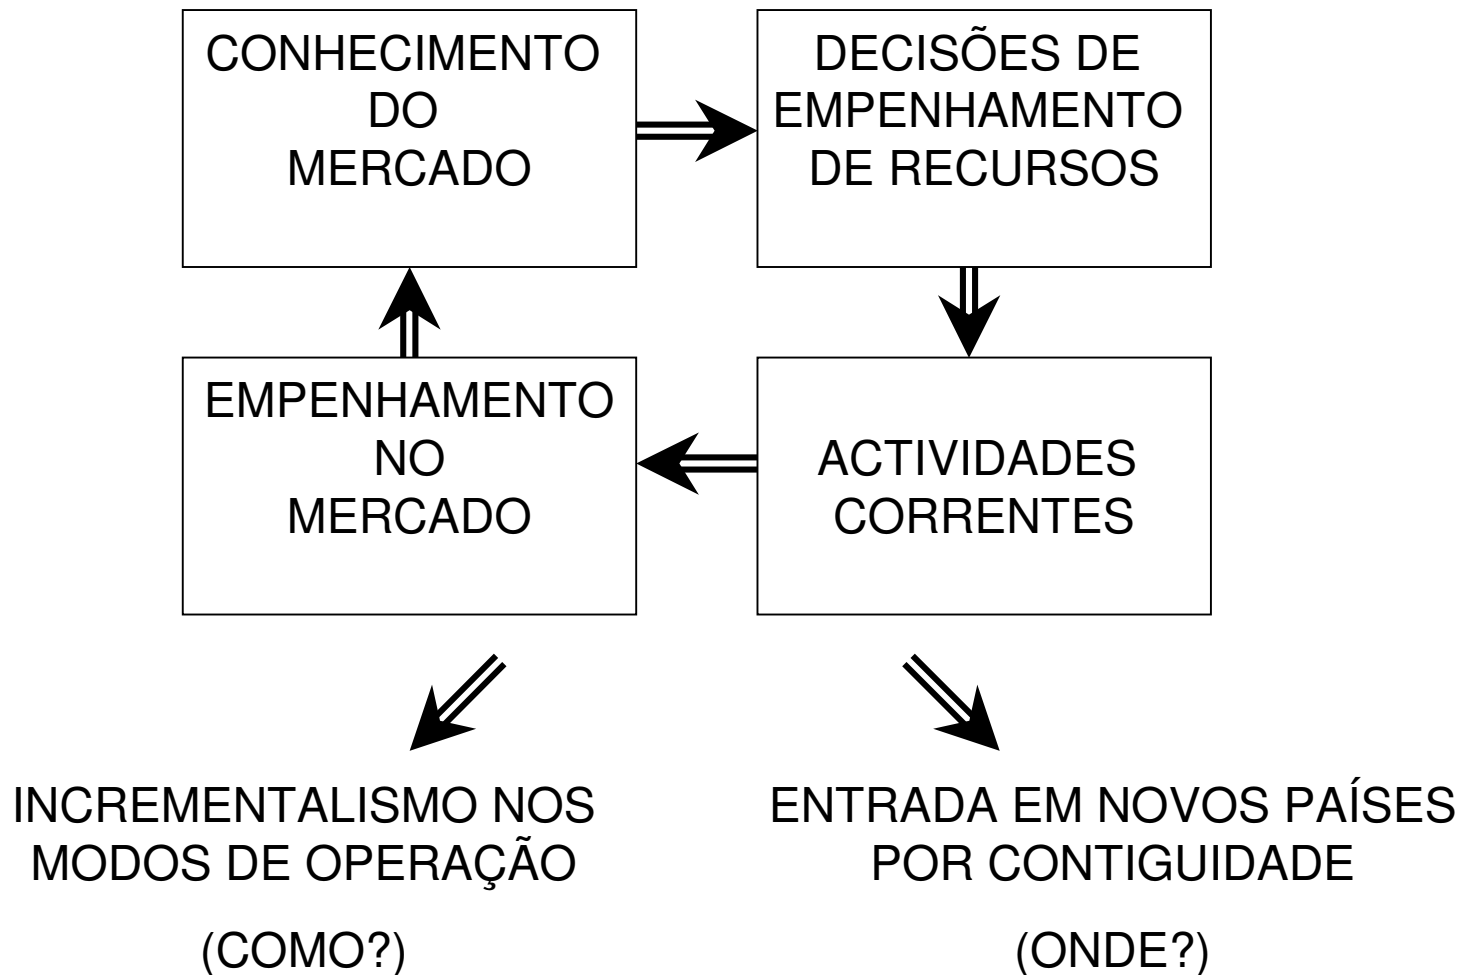 CONHECIMENTO
DO
MERCADO
DECISÕES DE
EMPENHAMENTO
DE RECURSOS
EMPENHAMENTO
NO
MERCADO
ACTIVIDADES
CORRENTES
INCREMENTALISMO NOS
MODOS DE OPERAÇÃO
(COMO?)
ENTRADA EM NOVOS PAÍSES
POR CONTIGUIDADE
(ONDE?)